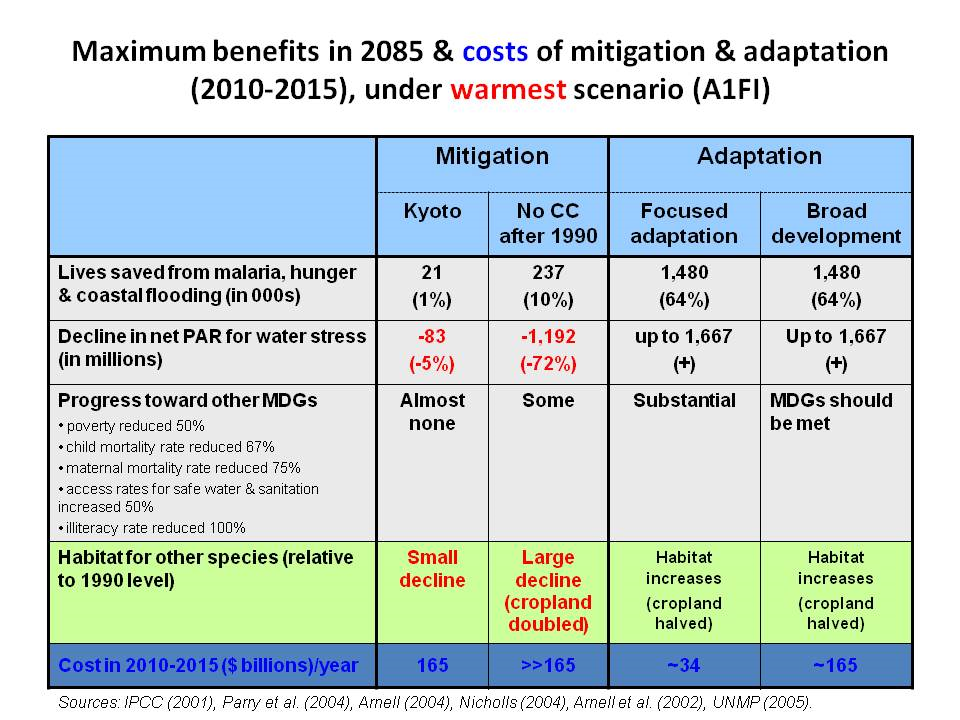 Maximum benefits in 2085 & costs of mitigation & adaptation
(2010-2015), under warmest scenario (A1FI)
Mitigation
Adaptation
Kyoto
No CC
after 1990
Focused
adaptation
Broad
development
Lives saved from malaria, hunger
& coastal flooding (in 000s)
21
(1%)
237
(10%)
1,480
(64%)
1,480
(64%)
Decline in net PAR for water stress
(in millions)
-83
(-5%)
-1,192
(-72%)
up to 1,667
(+)
Up to 1,667
(+)
Progress toward other MDGs
• poverty reduced 50%
• child mortality rate reduced 67%
• maternal mortality rate reduced 75%
• access rates for safe water & sanitation
increased 50%
• illiteracy rate reduced 100%
Almost
none
Some
Substantial
MDGs should
be met
Habitat for other species (relative
to 1990 level)
Small
decline
Large
decline
(cropland
doubled)
Habitat
increases
(cropland
halved)
Habitat
increases
(cropland
halved)
Cost in 2010-2015 ($ billions)/year
165
>>165
~34
~165
Sources: IPCC (2001), Parry et al. (2004), Arnell (2004), Nicholls (2004), Arnell et al. (2002), UNMP (2005).